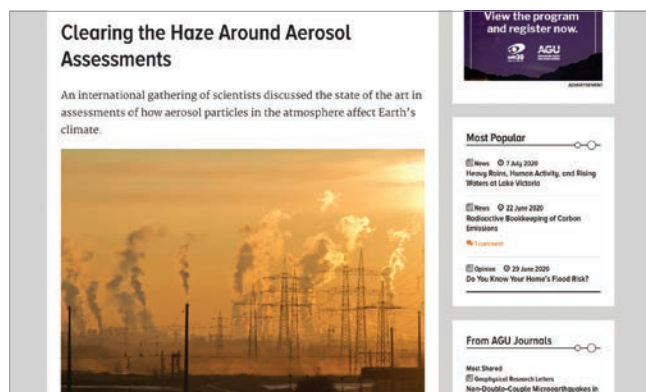 Clearing the Haze Around Aerosol
Assessments
An international gathering of scientists discussed the state of the art in
assessments of how aerosol particles in the atmosphere affect Earth's
climate.
View the program
and register now.
AGU
ADVERTISEMENT
Most Popular
News 7 July 2020
Heavy Rains, Human Activity, and Rising
Waters at Lake Victoria
News 22 June 2020
Radioactive Bookkeeping of Carbon
Emissions
1 comment
Opinion 29 June 2020
Do You Know Your Home's Flood Risk?
From AGU Journals
Most Shared
Geophysical Research Letters
Non-Double-Couple Microearthquakes in